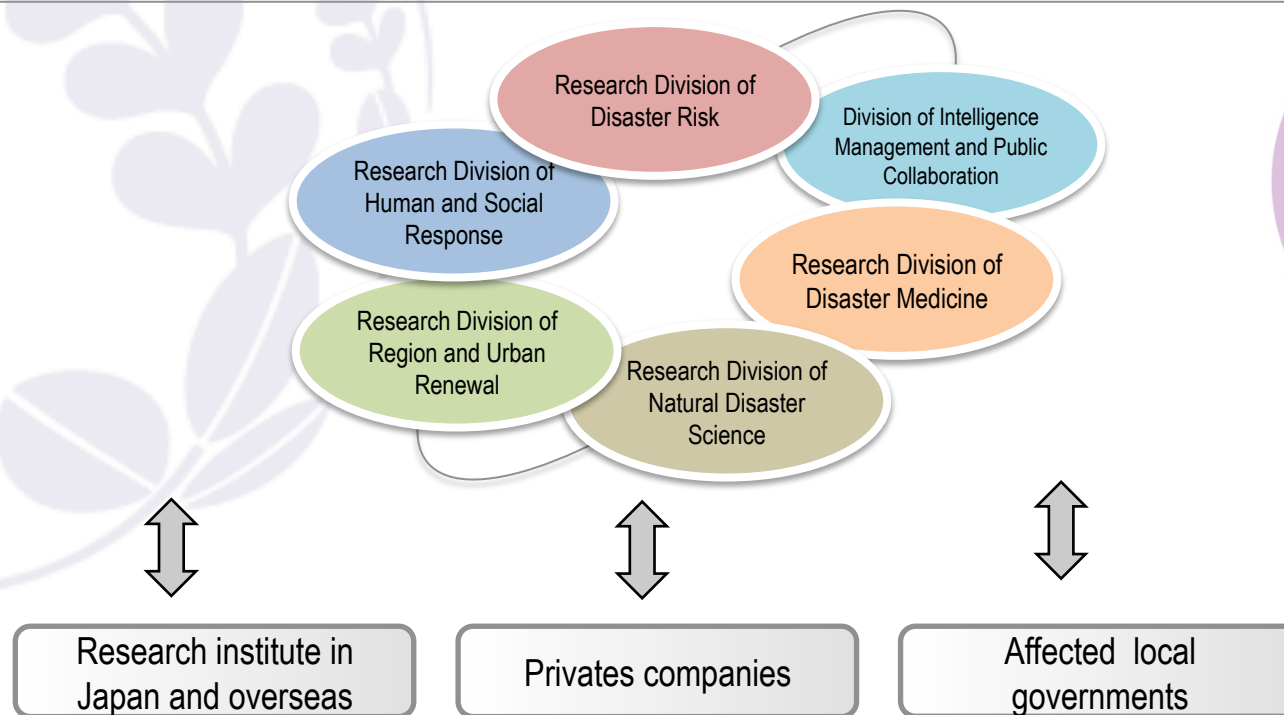 Research Division of
Disaster Risk
Division of Intelligence
Management and Public
Collaboration
Research Division of
Human and Social
Response
Research Division of
Disaster Medicine
Research Division of
Region and Urban
Renewal
Research Division of
Natural Disaster
Science
Research institute in
Japan and overseas
Privates companies
Affected local
governments